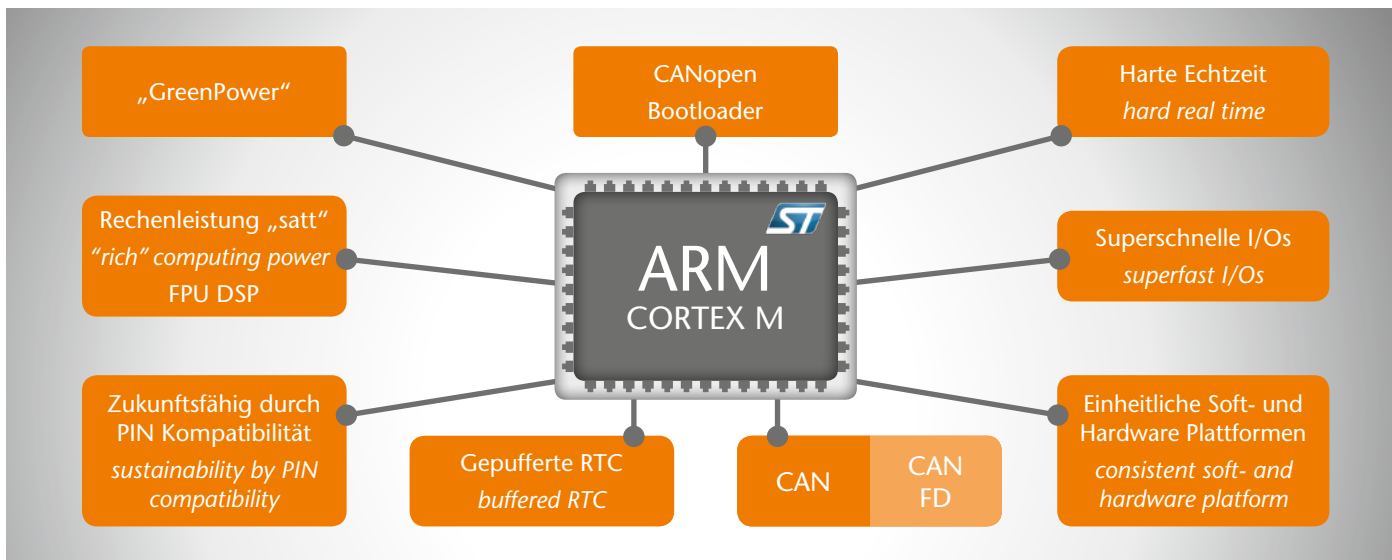 „GreenPower“
CANopen
Bootloader
Harte Echtzeit
hard real time
Rechenleistung „satt“
“rich” computing power
FPU DSP
ST
ARM
CORTEX M
Superschnelle I/Os
superfast I/Os
Zukunftsfähig durch
PIN Kompatibilität
sustainability by PIN
compatibility
Gepufferte RTC
buffered RTC
CAN
CAN
FD
Einheitliche Soft- und
Hardware Plattformen
consistent soft- and
hardware platform